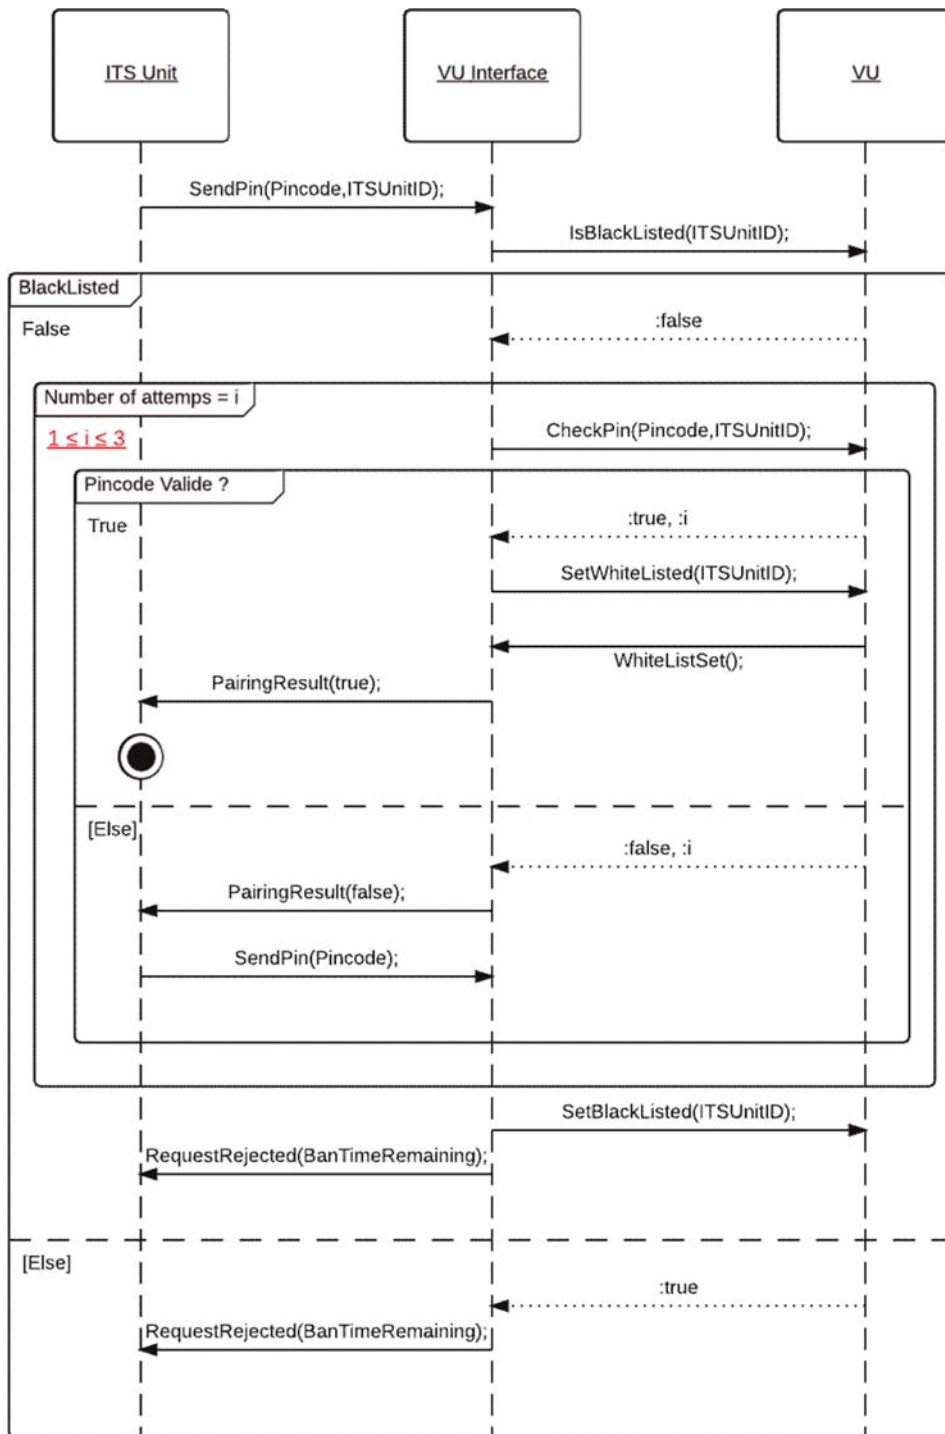 ITS Unit
VU Interface
VU
SendPin(Pincode,ITSUnitID);
IsBlackListed(ITSUnitID);
BlackListed
False
:false
Number of attemps = i
1 ≤ i ≤ 3
CheckPin(Pincode,ITSUnitID);
Pincode Valide ?
True
:true, :i
SetWhiteListed(ITSUnitID);
WhiteListSet();
PairingResult(true);
[Else]
:false, :i
PairingResult(false);
SendPin(Pincode);
SetBlackListed(ITSUnitID);
RequestRejected(BanTimeRemaining);
[Else]
:true
RequestRejected(BanTimeRemaining);